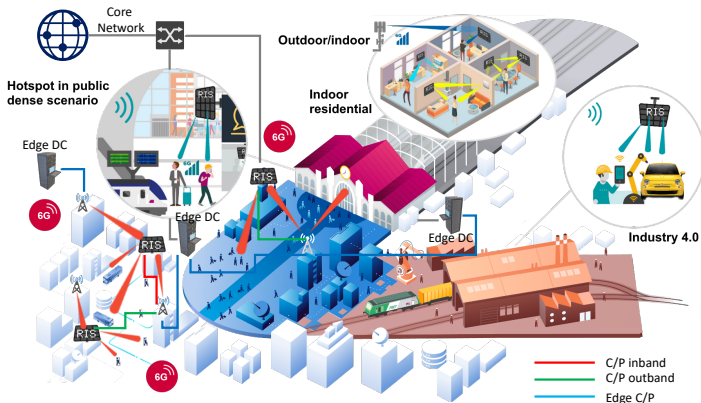 Core
Network
Outdoor/indoor
Hotspot in public
dense scenario
RIS
Indoor
residential
6G
RIS
6G
Edge DC
RIS
Edge DC
6G
RIS
Edge DC
Industry 4.0
RIS
6G
C/P inband
C/P outband
Edge C/P